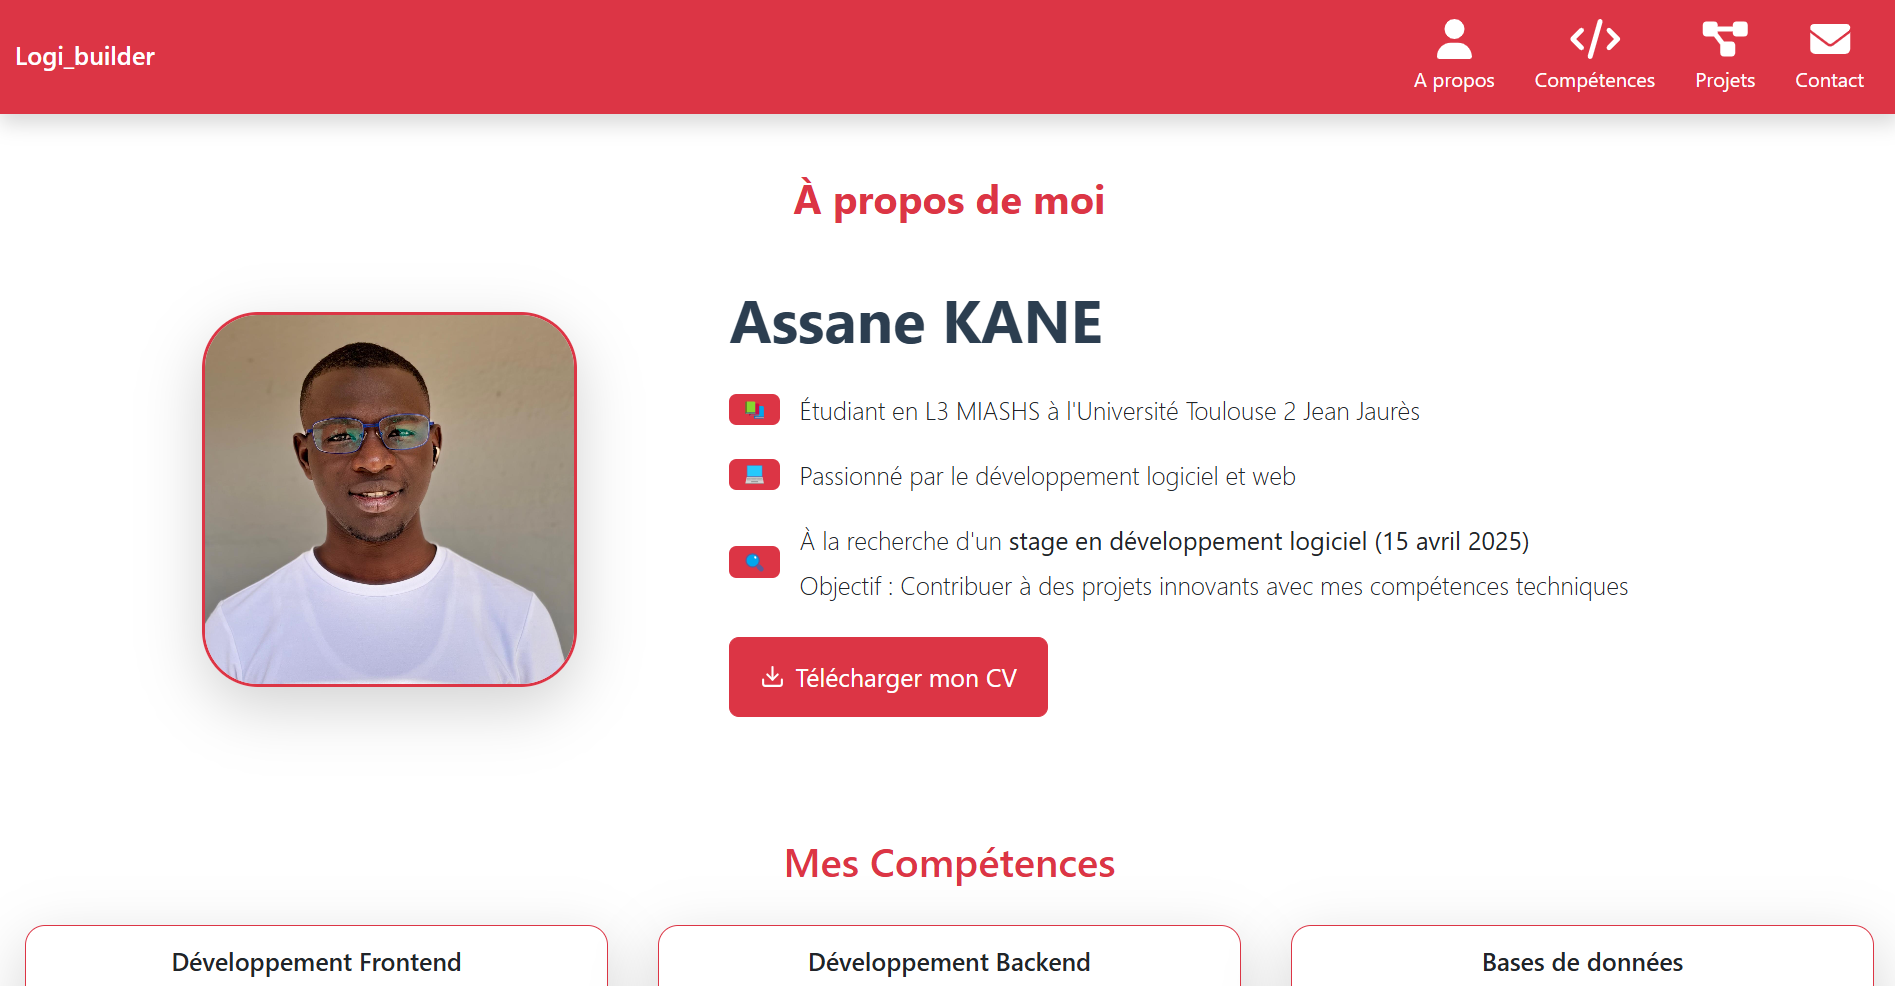 Logi_builder
A propos
Compétences
Projets
Contact
À propos de moi
Assane KANE
Étudiant en L3 MIASHS à l'Université Toulouse 2 Jean Jaurès
Passionné par le développement logiciel et web
À la recherche d'un stage en développement logiciel (15 avril 2025)
Objectif : Contribuer à des projets innovants avec mes compétences techniques
Télécharger mon CV
Mes Compétences
Développement Frontend
Développement Backend
Bases de données